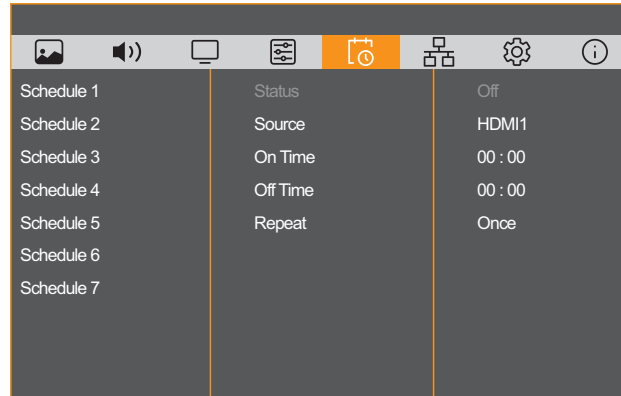 Schedule 1 Status Off
Schedule 2 Source HDMI1
Schedule 3 On Time 00 : 00
Schedule 4 Off Time 00 : 00
Schedule 5 Repeat Once
Schedule 6
Schedule 7